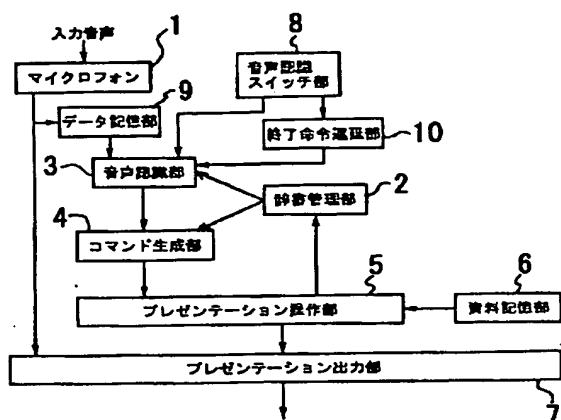 入力音声
1
マイクロフォン
8
音声認識
スイッチ部
9
データ記憶部
終了命令遅延部
10
3
音声認識部
2
辞書管理部
4
コマンド生成部
5
6
プレゼンテーション操作部
資料記憶部
プレゼンテーション出力部
7